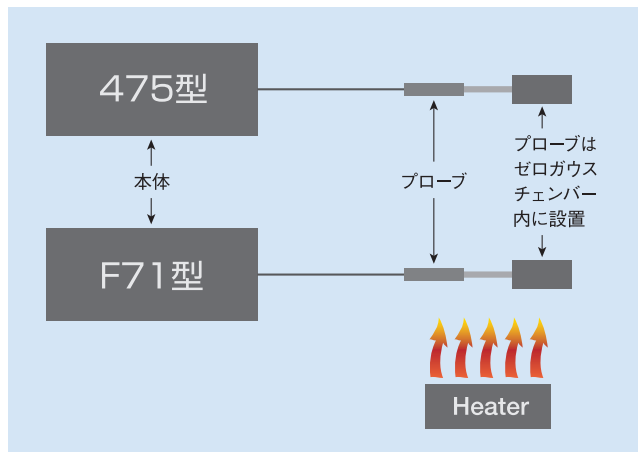 475型
本体
プローブ
プローブは
ゼロガウス
チェンバー
内に設置
F71型
Heater